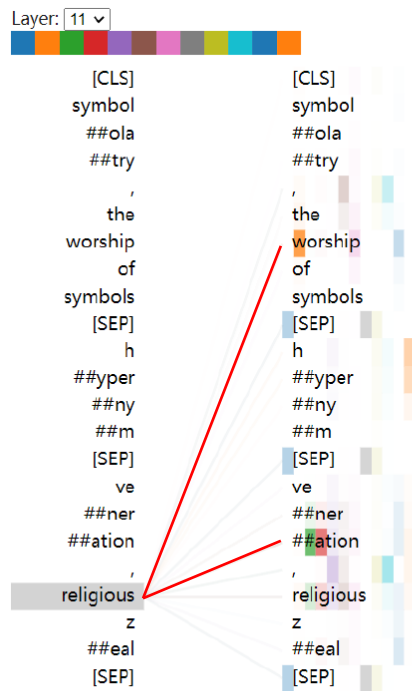 Layer: 11
[CLS] [CLS]
symbol symbol
##ola ##ola
##try ##try
, ,
the the
worship worship
of of
symbols symbols
[SEP] [SEP]
h h
##yper ##yper
##ny ##ny
##m ##m
[SEP] [SEP]
ve ve
##ner ##ner
##ation ##ation
, ,
religious religious
z z
##eal ##eal
[SEP] [SEP]